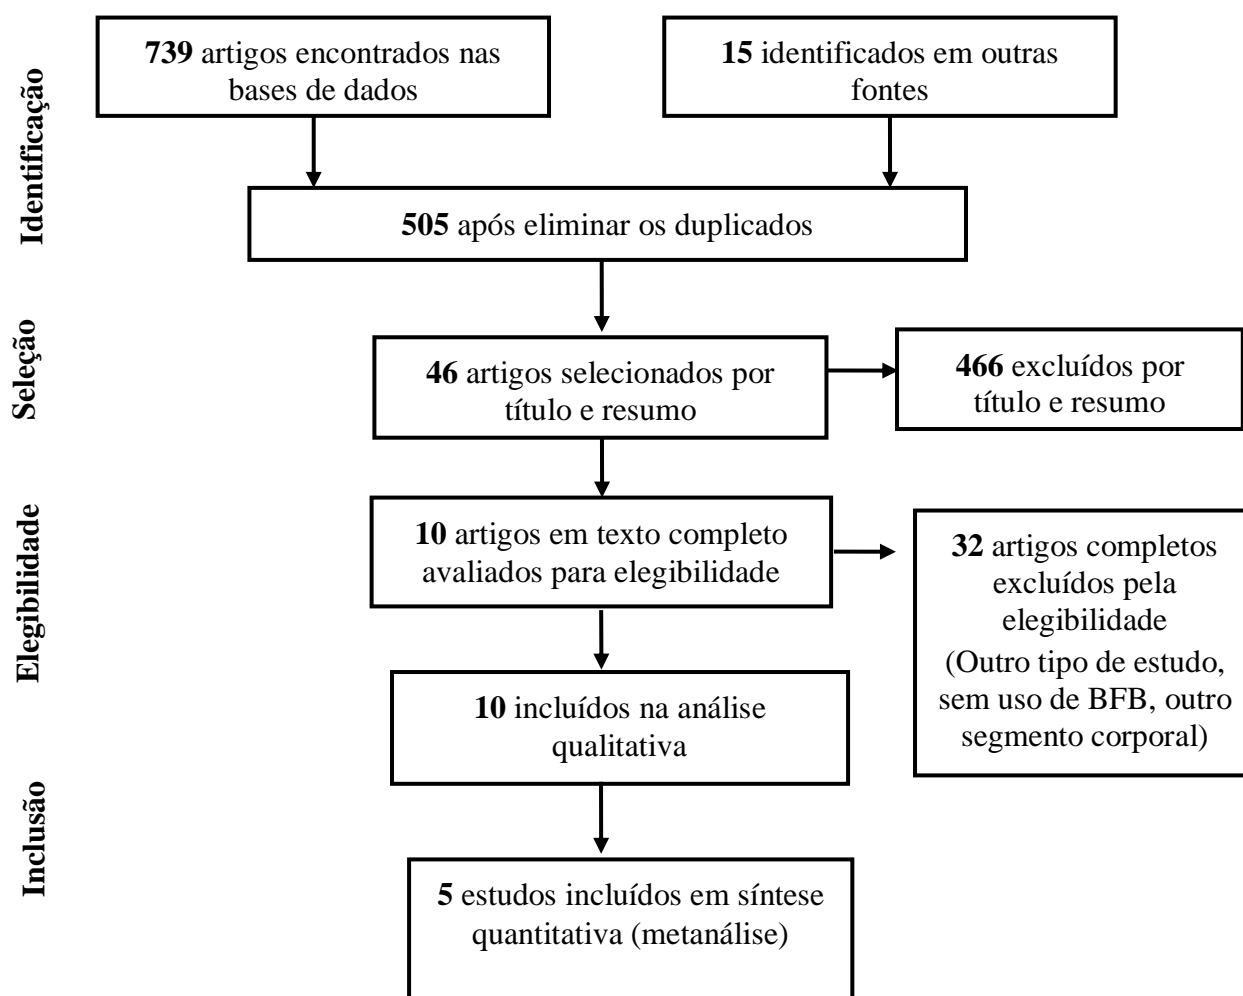 Identificação
739 artigos encontrados nas
bases de dados
15 identificados em outras
fontes
505 após eliminar os duplicados
Seleção
46 artigos selecionados por
título e resumo
466 excluídos por
título e resumo
Elegibilidade
10 artigos em texto completo
avaliados para elegibilidade
32 artigos completos
excluídos pela
elegibilidade
(Outro tipo de estudo,
sem uso de BFB, outro
segmento corporal)
10 incluídos na análise
qualitativa
Inclusão
5 estudos incluídos em síntese
quantitativa (metanálise)